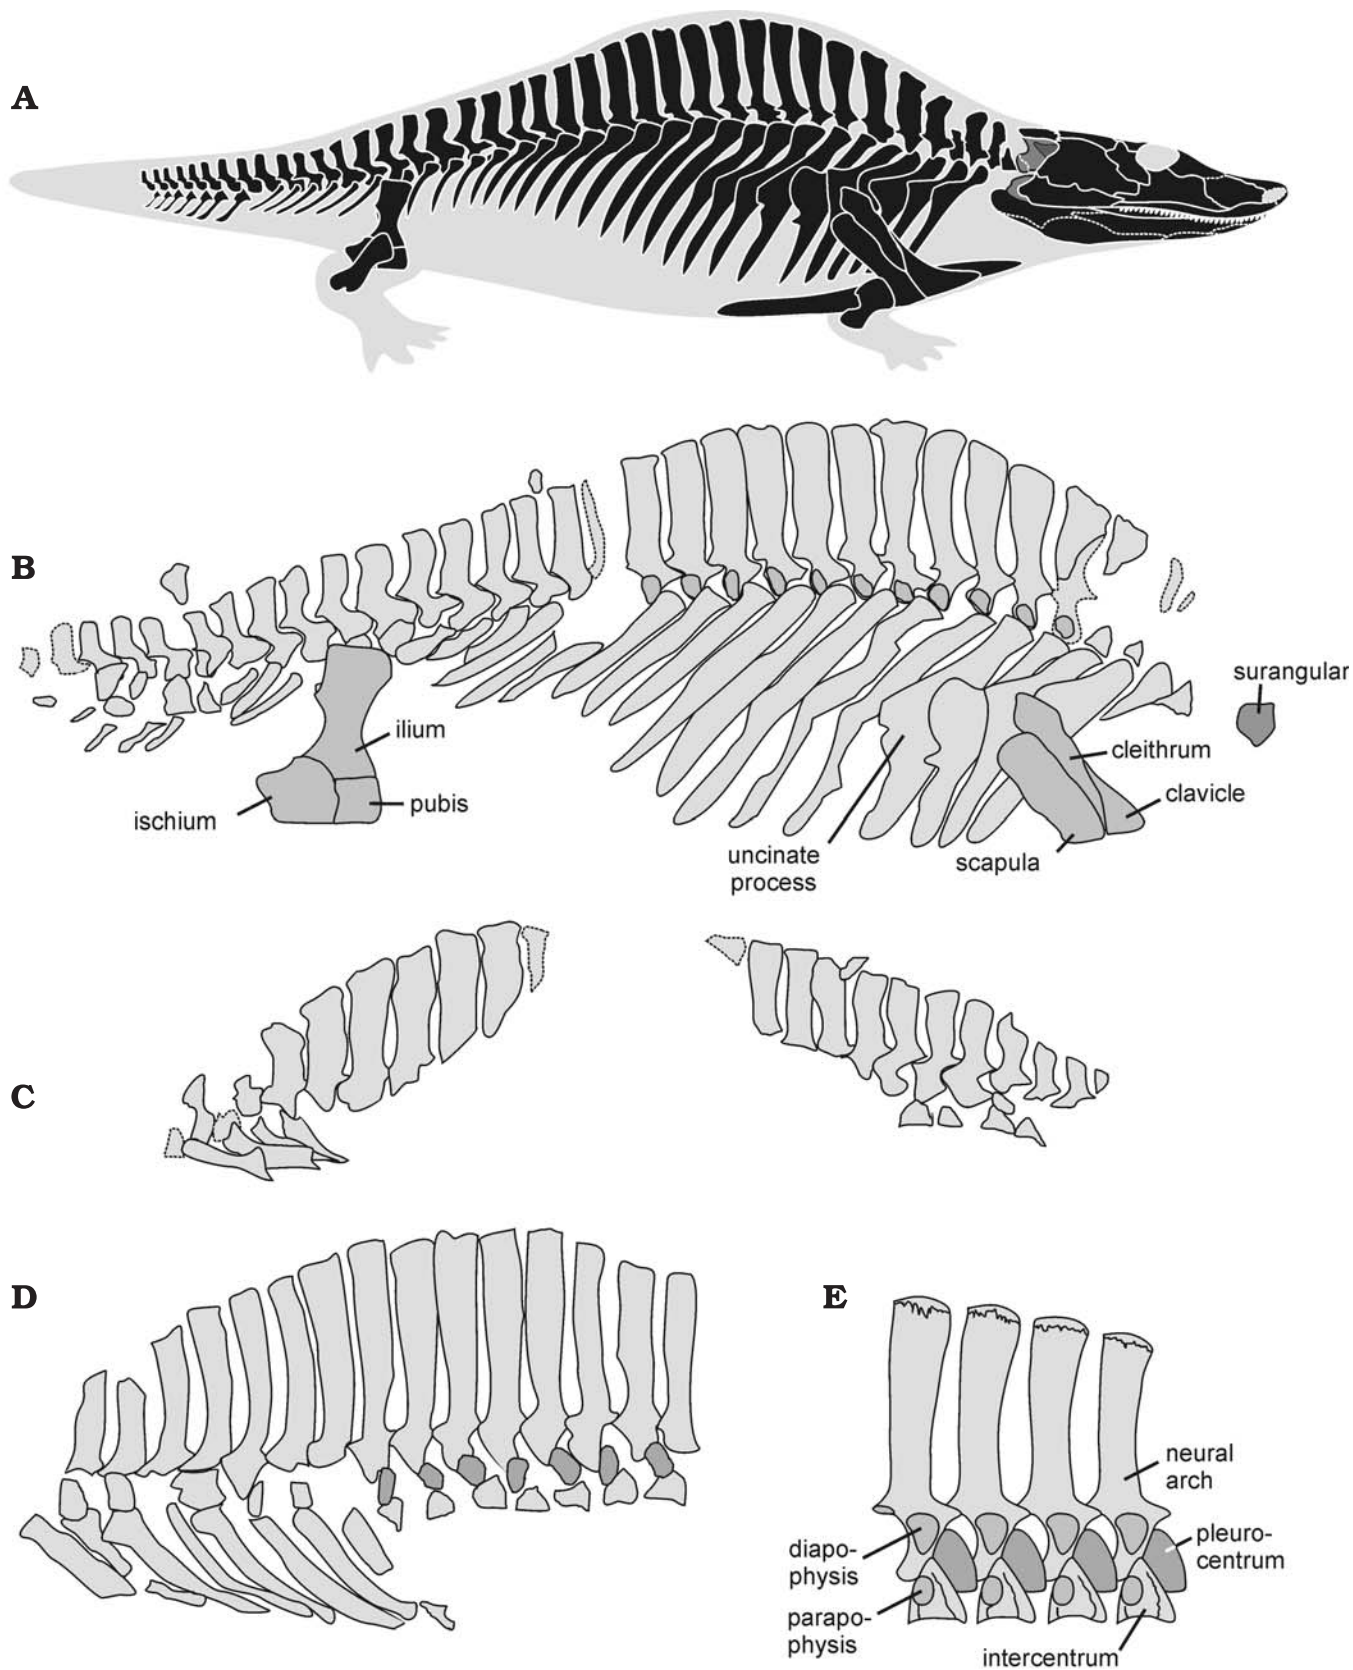 A
B
surangular
ilium
cleithrum
pubis
clavicle
ischium
uncinate
process
scapula
C
D
E
neural
arch
diapo-
physis
pleuro-
centrum
parapo-
physis
intercentrum